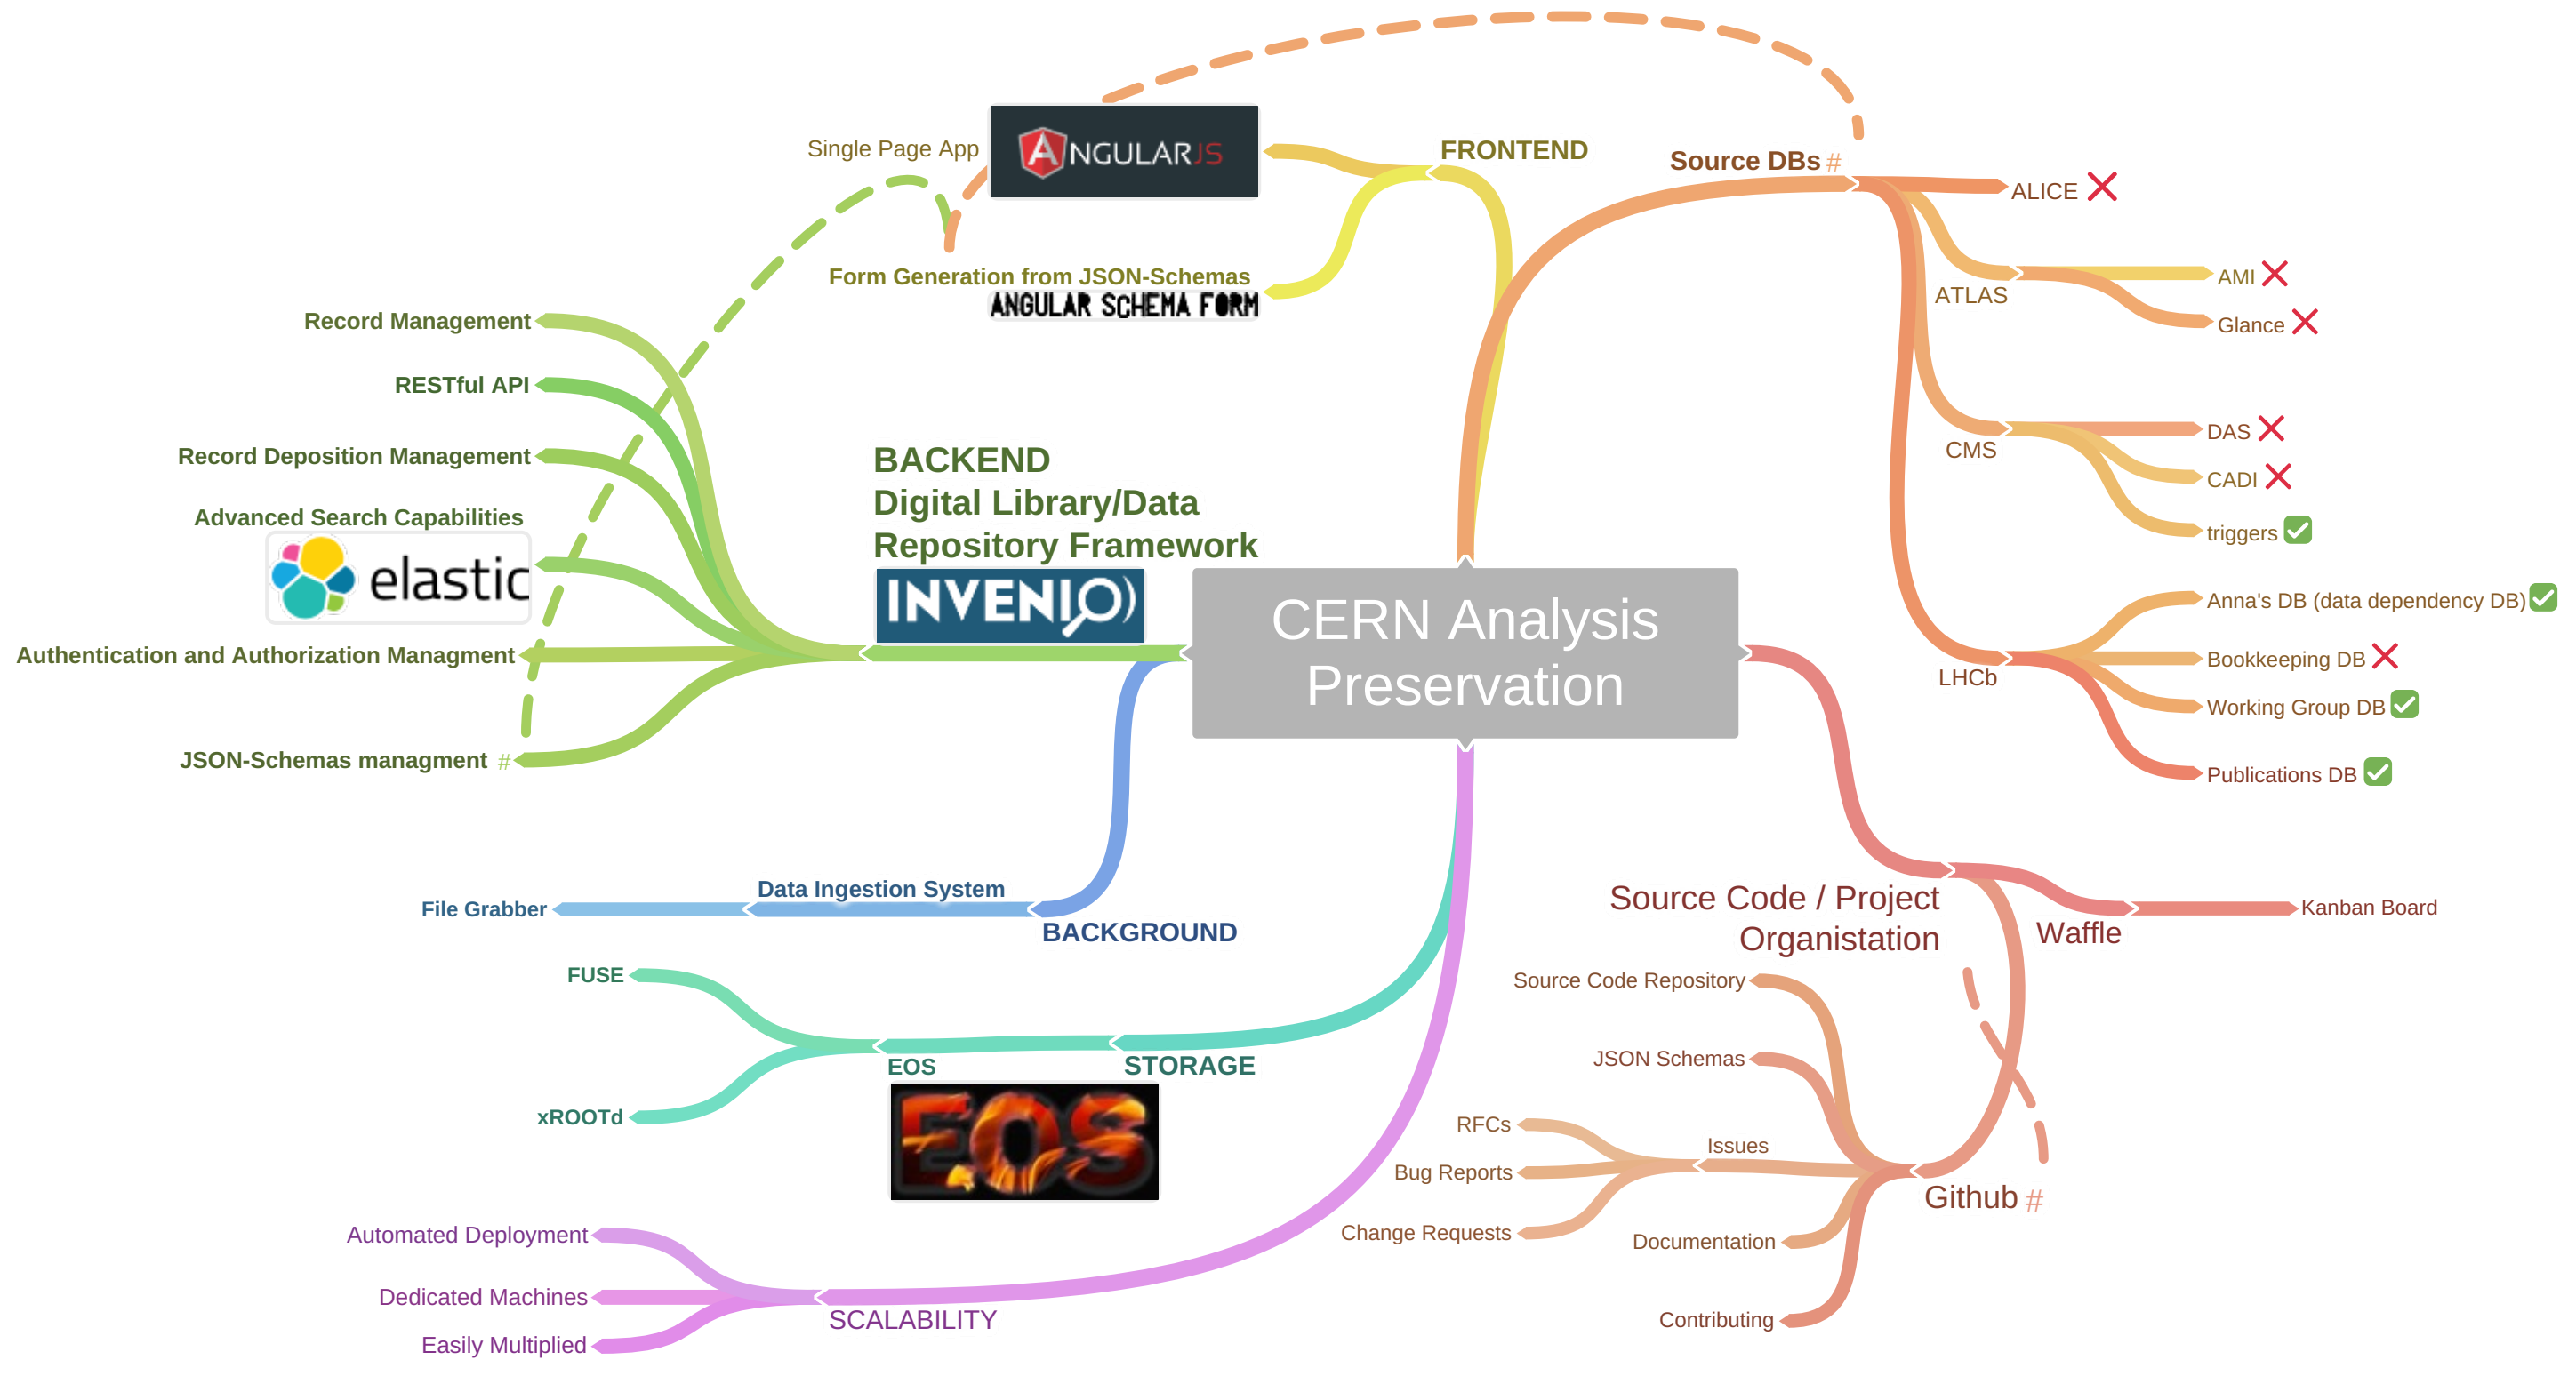 CERN Analysis
Preservation
FRONTEND
Single Page App
ANGULARJS
Form Generation from JSON-Schemas
ANGULAR SCHEMA FORM
BACKEND
Digital Library/Data
Repository Framework
INVENIO
Record Management
RESTful API
Record Deposition Management
Advanced Search Capabilities
elastic
Authentication and Authorization Managment
JSON-Schemas managment #
BACKGROUND
Data Ingestion System
File Grabber
STORAGE
EOS
EOS
FUSE
xROOTd
SCALABILITY
Automated Deployment
Dedicated Machines
Easily Multiplied
Source DBs #
ALICE ❌
ATLAS
AMI ❌
Glance ❌
CMS
DAS ❌
CADI ❌
triggers ✅
LHCb
Anna's DB (data dependency DB) ✅
Bookkeeping DB ❌
Working Group DB ✅
Publications DB ✅
Source Code / Project
Organistation
Waffle
Kanban Board
Github #
Source Code Repository
JSON Schemas
Issues
RFCs
Bug Reports
Change Requests
Documentation
Contributing